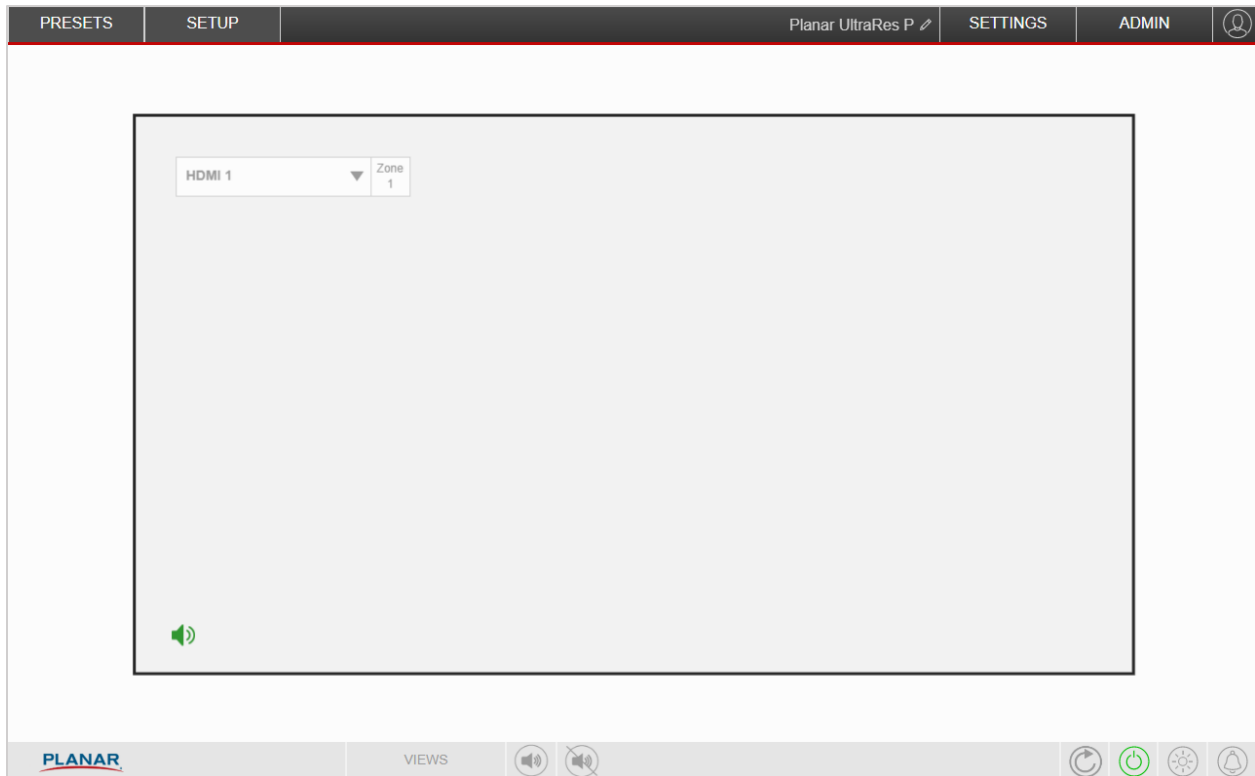 PRESETS
SETUP
Planar UltraRes P
SETTINGS
ADMIN
HDMI 1
Zone
1
PLANAR
VIEWS